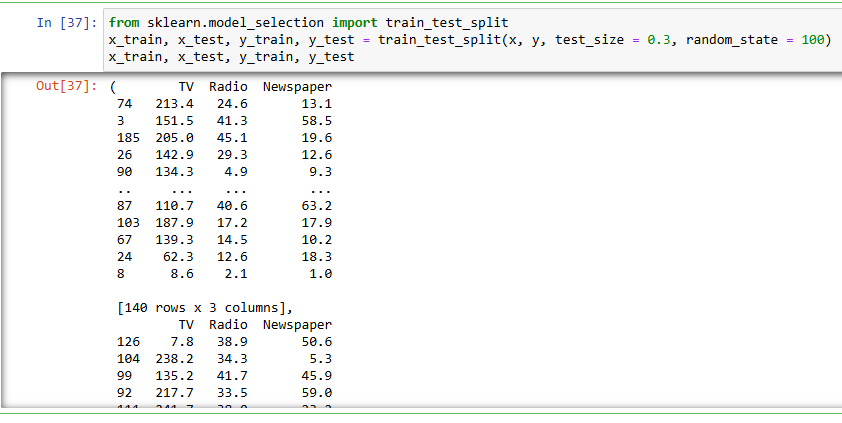 In [37]: from sklearn.model_selection import train_test_split
x_train, x_test, y_train, y_test = train_test_split(x, y, test_size = 0.3, random_state = 100)
x_train, x_test, y_train, y_test
Out[37]: ( TV Radio Newspaper
74 213.4 24.6 13.1
3 151.5 41.3 58.5
185 205.0 45.1 19.6
26 142.9 29.3 12.6
90 134.3 4.9 9.3
.. ... ... ...
87 110.7 40.6 63.2
103 187.9 17.2 17.9
67 139.3 14.5 10.2
24 62.3 12.6 18.3
8 8.6 2.1 1.0
[140 rows x 3 columns],
TV Radio Newspaper
126 7.8 38.9 50.6
104 238.2 34.3 5.3
99 135.2 41.7 45.9
92 217.7 33.5 59.0